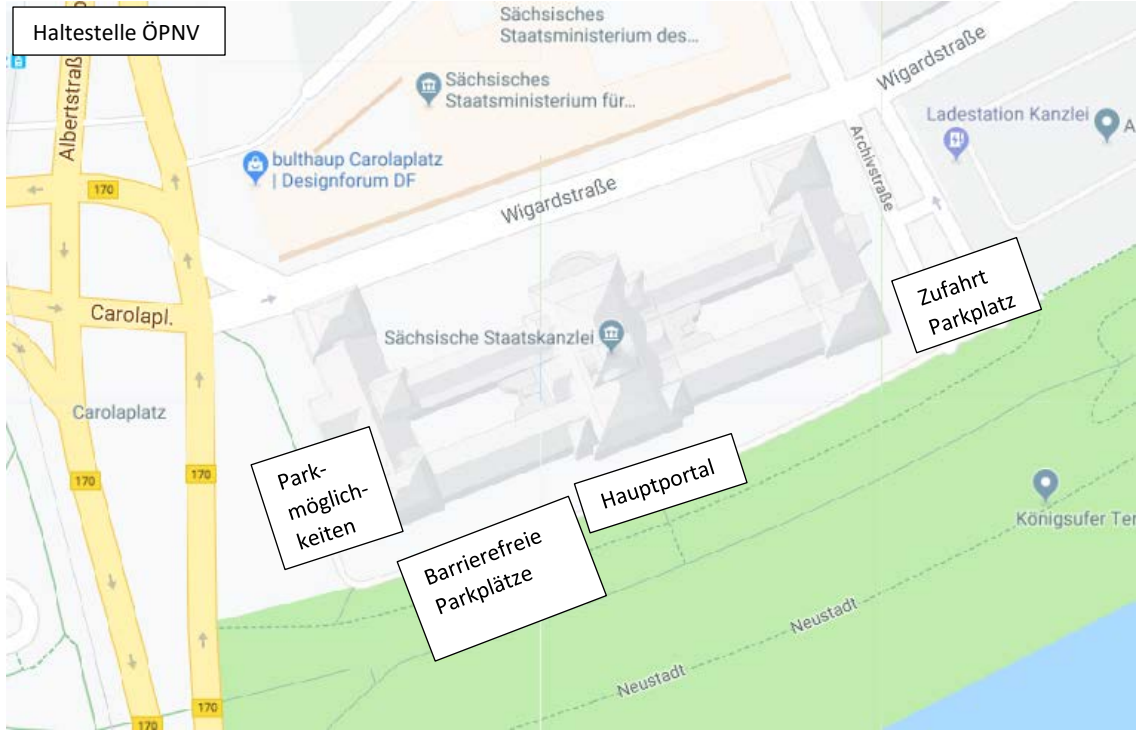 Haltestelle ÖPNV
Sächsisches
Staatsministerium des...
Sächsisches
Staatsministerium für...
Wigardstraße
Ladestation Kanzlei
A
Albertstraß
bulthaup Carolaplatz
| Designforum DF
Archivstraße
170
Wigardstraße
Zufahrt
Parkplatz
Carolapl.
Sächsische Staatskanzlei
Carolaplatz
Park-
möglich-
keiten
Hauptportal
170
170
Barrierefreie
Parkplätze
Königsufer Ter
Neustadt
Neustadt
170
170